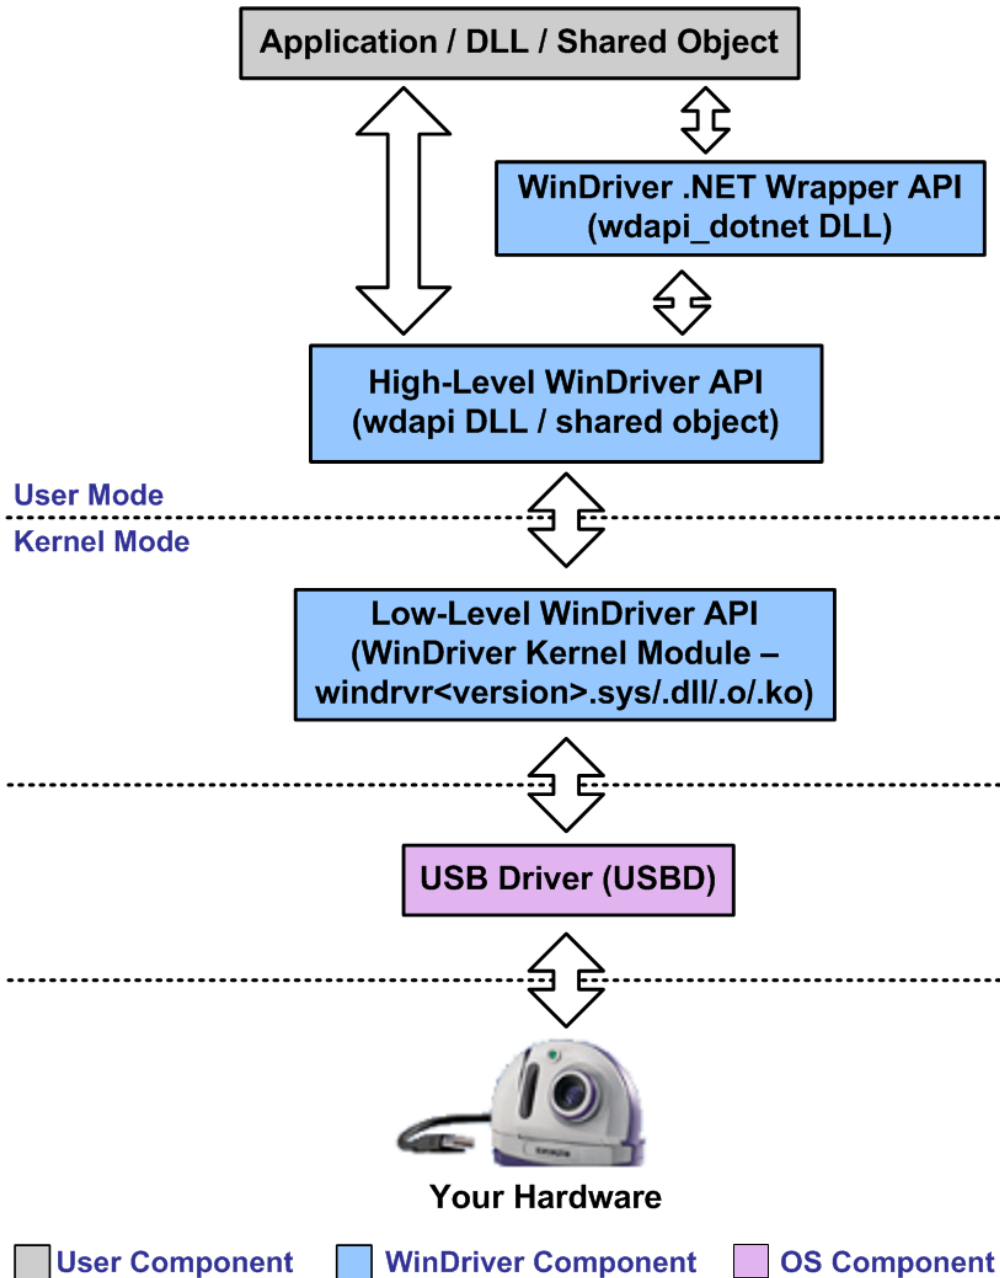 Application / DLL / Shared Object
WinDriver .NET Wrapper API
(wdapi_dotnet DLL)
High-Level WinDriver API
(wdapi DLL / shared object)
User Mode
Kernel Mode
Low-Level WinDriver API
(WinDriver Kernel Module –
windrvr<version>.sys/.dll/.o/.ko)
USB Driver (USBD)
Your Hardware
User Component
WinDriver Component
OS Component